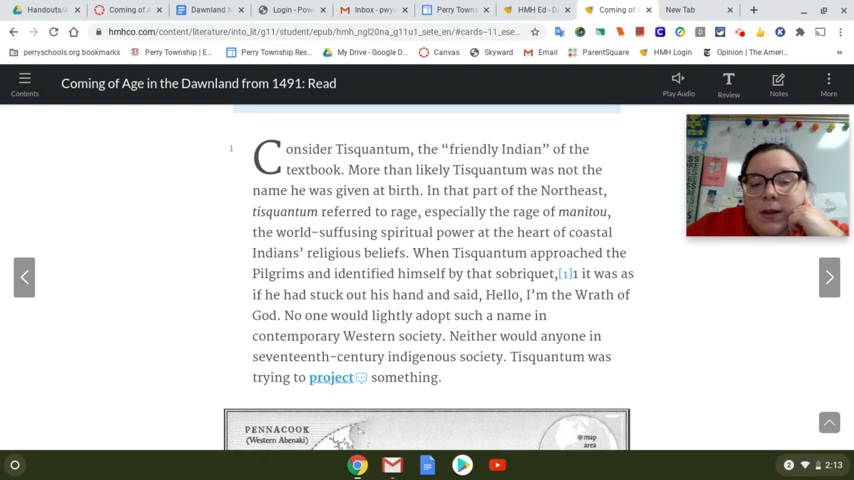 Handouts/A
Coming of A
Dawnland N
Login - Pow
Inbox - pwy
Perry Towns
HMH Ed - D
Coming of A
New Tab
hmhco.com/content/literature/into_lit/g11/student/epub/hmh_ngl20na_g11u1_sete_en/#cards--11_ese...
perryschools.org bookmarks
Perry Township E...
Perry Township Res...
My Drive - Google D...
Canvas
Skyward
Email
ParentSquare
HMH Login
Opinion | The Ameri...
Contents
Coming of Age in the Dawnland from 1491: Read
Play Audio
Review
Notes
More
1
Consider Tisquantum, the “friendly Indian” of the
textbook. More than likely Tisquantum was not the
name he was given at birth. In that part of the Northeast,
tisquantum referred to rage, especially the rage of manitou,
the world-suffusing spiritual power at the heart of coastal
Indians’ religious beliefs. When Tisquantum approached the
Pilgrims and identified himself by that sobriquet,[1]1 it was as
if he had stuck out his hand and said, Hello, I’m the Wrath of
God. No one would lightly adopt such a name in
contemporary Western society. Neither would anyone in
seventeenth-century indigenous society. Tisquantum was
trying to project something.
PENNACOOK
(Western Abenaki)
map
area
2
2:13